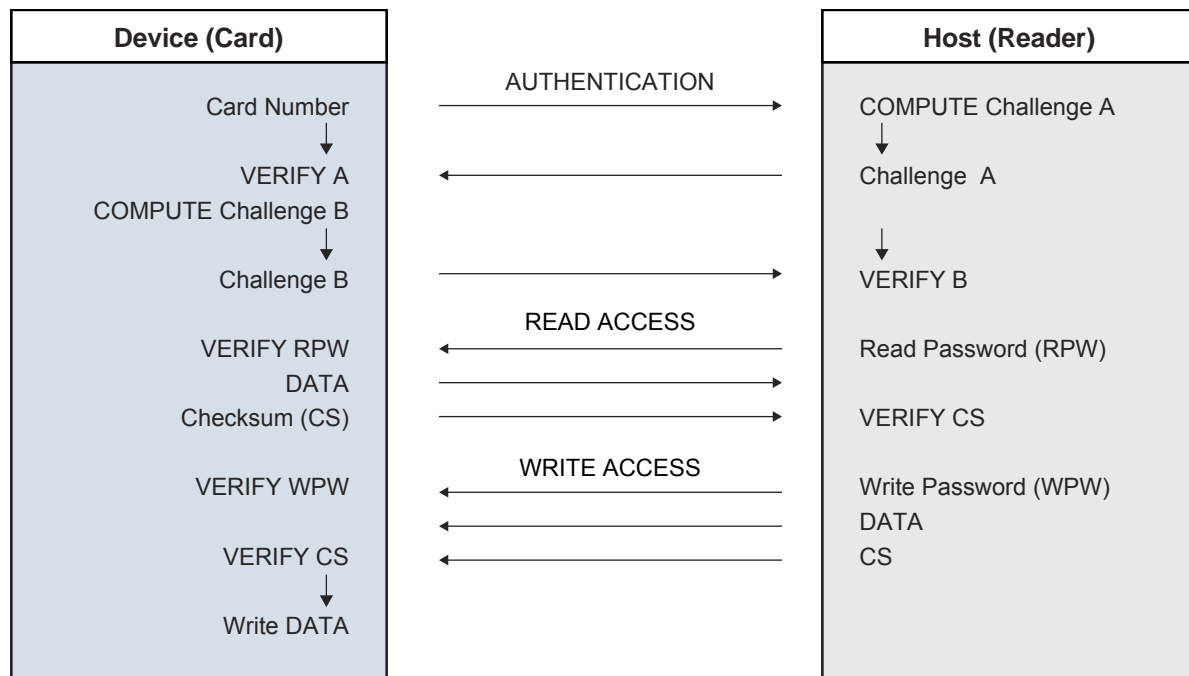 Device (Card)
Host (Reader)
AUTHENTICATION
Card Number
COMPUTE Challenge A
VERIFY A
Challenge A
COMPUTE Challenge B
Challenge B
VERIFY B
READ ACCESS
VERIFY RPW
Read Password (RPW)
DATA
Checksum (CS)
VERIFY CS
WRITE ACCESS
VERIFY WPW
Write Password (WPW)
DATA
VERIFY CS
CS
Write DATA